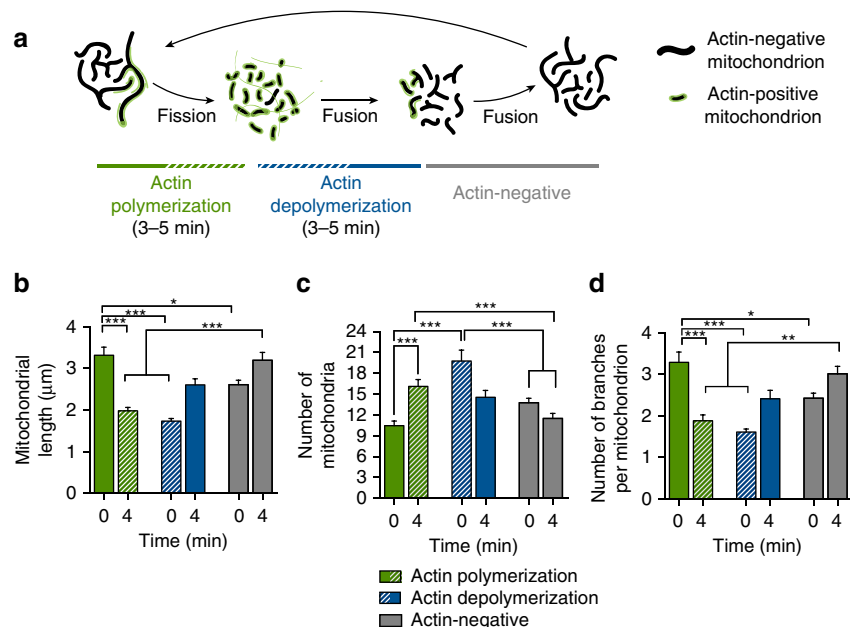 a
Actin-negative
mitochondrion
Actin-positive
mitochondrion
Fission
Fusion
Fusion
Actin
polymerization
(3–5 min)
Actin
depolymerization
(3–5 min)
Actin-negative
b
Mitochondrial
length (μm)
4
3
2
1
0
*
***
***
***
0 4 0 4 0 4
Time (min)
c
Number of
mitochondria
24
21
18
15
12
9
6
3
0
***
***
***
***
0 4 0 4 0 4
Time (min)
d
Number of branches
per mitochondrion
4
3
2
1
0
*
***
***
**
0 4 0 4 0 4
Time (min)
Actin polymerization
Actin depolymerization
Actin-negative